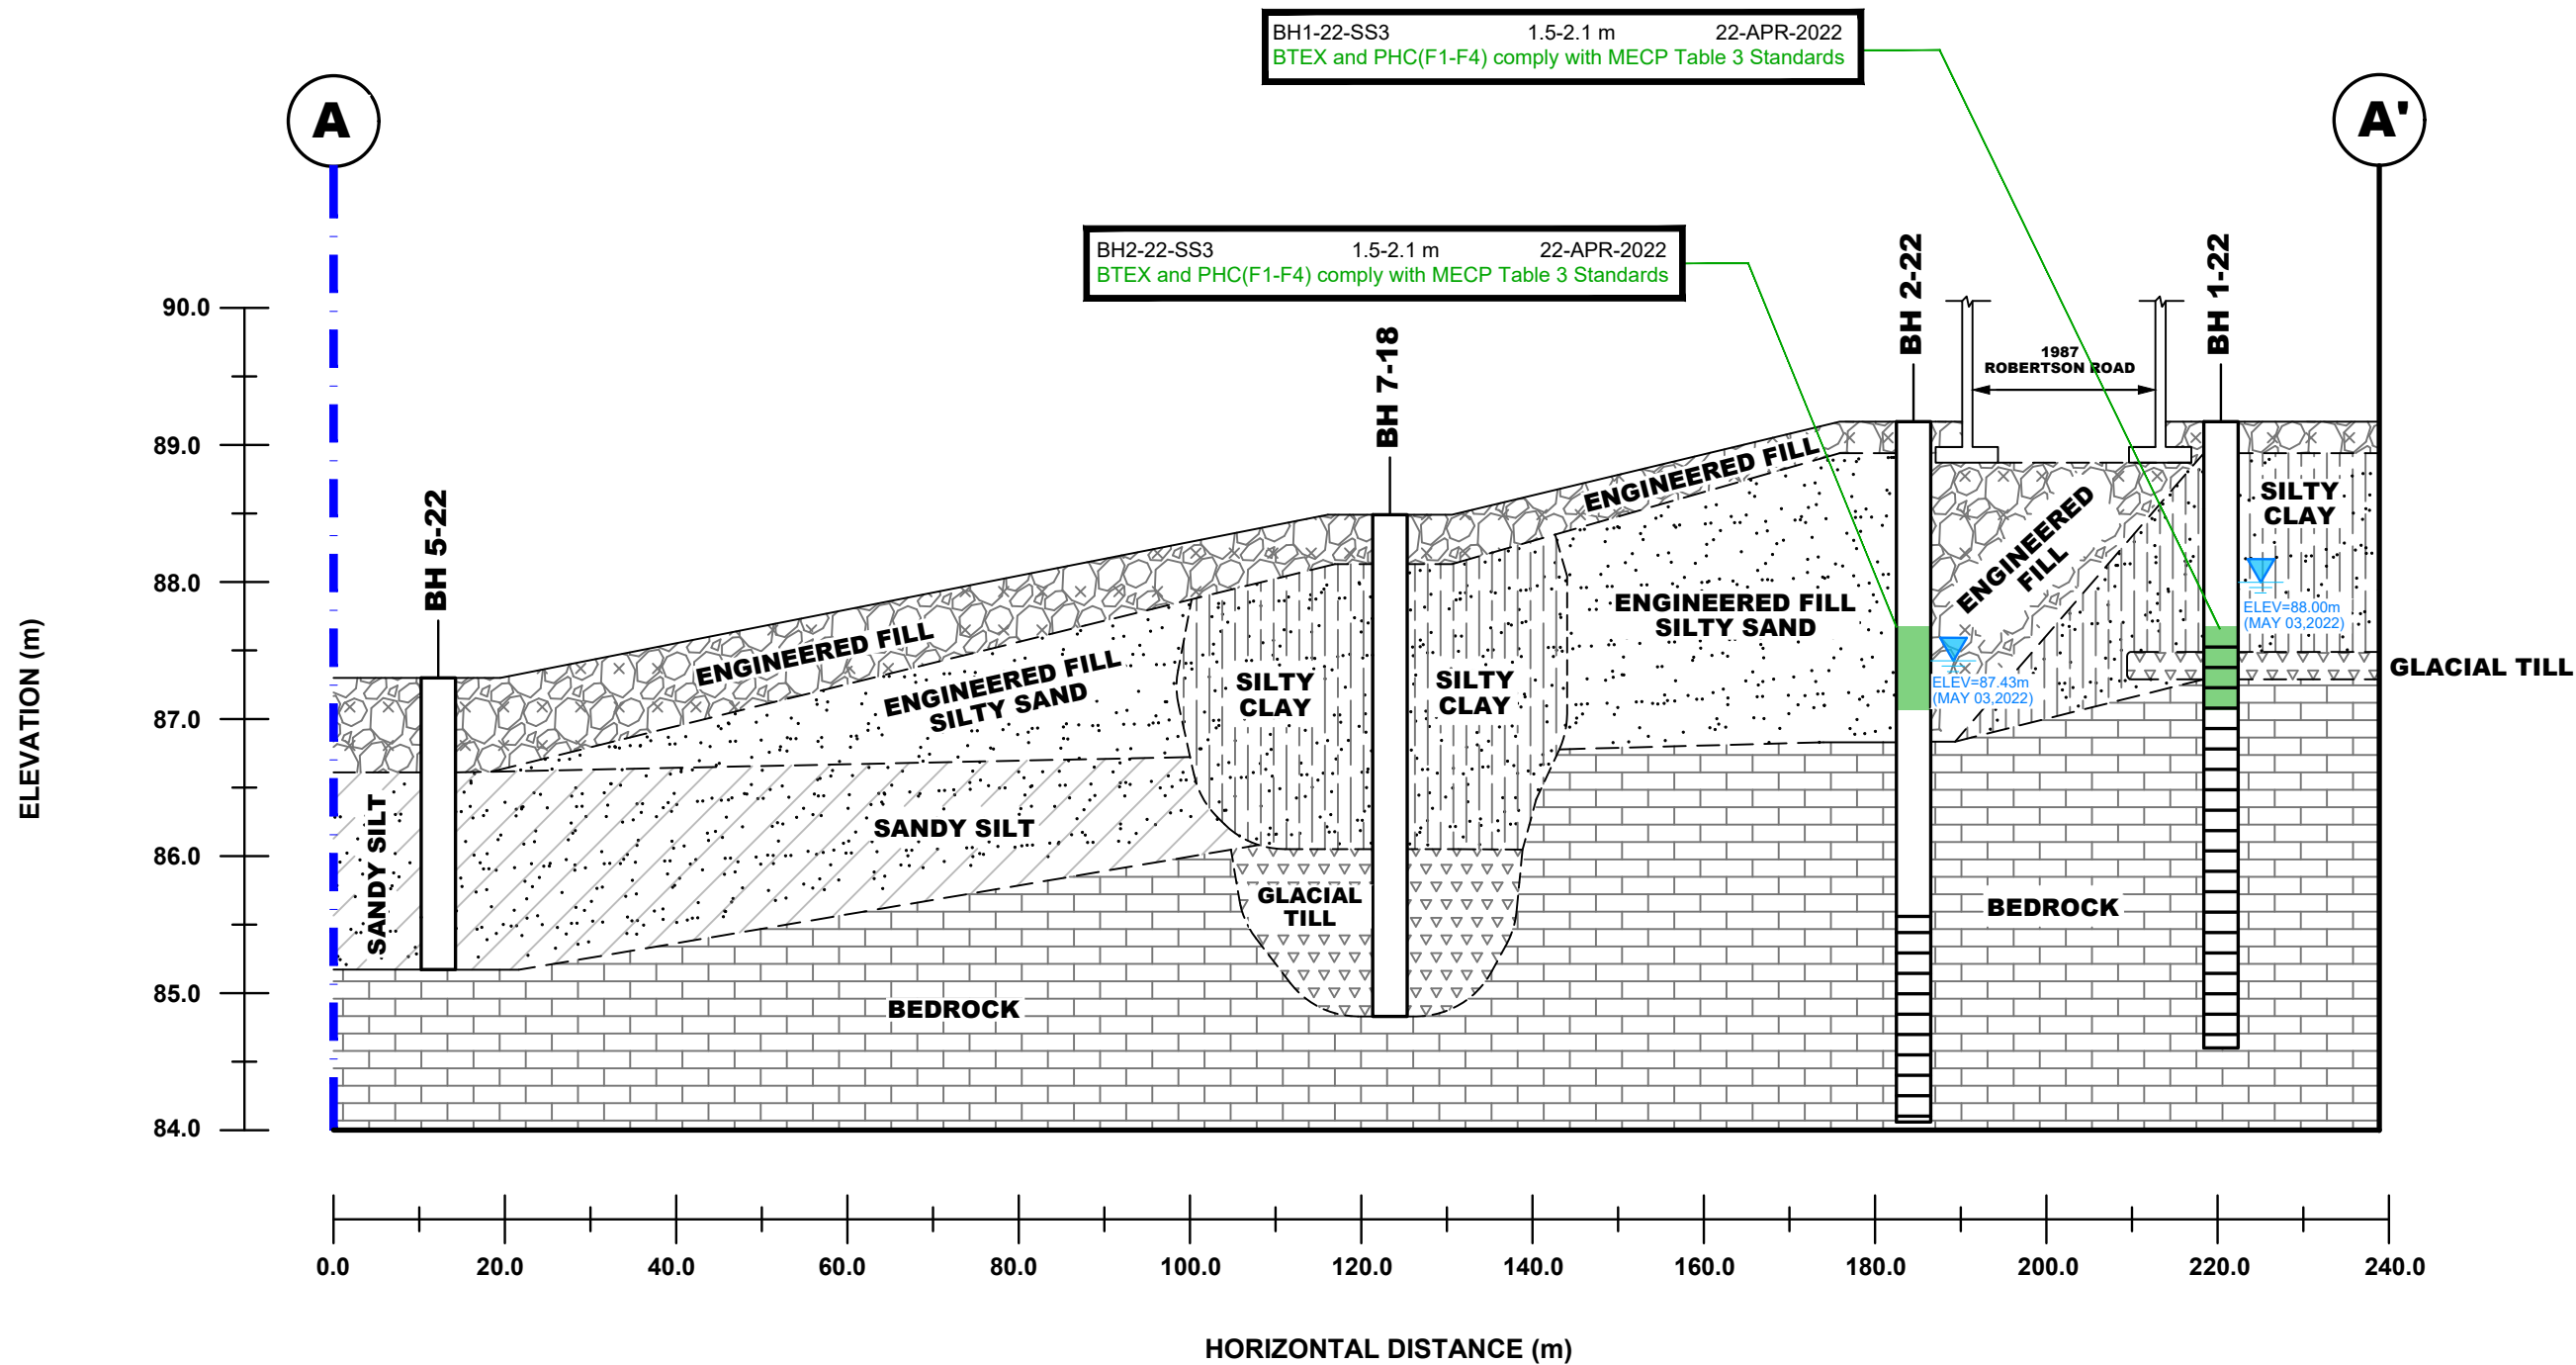 BH1-22-SS3 1.5-2.1 m 22-APR-2022
BTEX and PHC(F1-F4) comply with MECP Table 3 Standards
A
A'
BH2-22-SS3 1.5-2.1 m 22-APR-2022
BTEX and PHC(F1-F4) comply with MECP Table 3 Standards
BH 5-22
BH 7-18
BH 2-22
BH 1-22
1987
ROBERTSON ROAD
ELEVATION (m)
90.0
89.0
88.0
87.0
86.0
85.0
84.0
ENGINEERED FILL
ENGINEERED FILL
SILTY SAND
SANDY SILT
SANDY SILT
BEDROCK
SILTY
CLAY
SILTY
CLAY
GLACIAL
TILL
ENGINEERED FILL
ENGINEERED FILL
SILTY SAND
ENGINEERED
FILL
ELEV=87.43m
(MAY 03,2022)
SILTY
CLAY
ELEV=88.00m
(MAY 03,2022)
GLACIAL TILL
BEDROCK
0.0 20.0 40.0 60.0 80.0 100.0 120.0 140.0 160.0 180.0 200.0 220.0 240.0
HORIZONTAL DISTANCE (m)